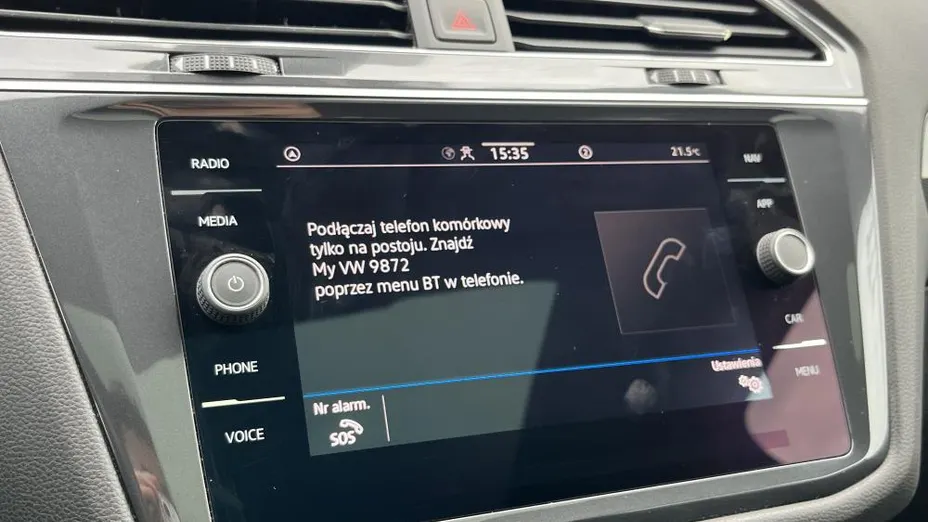 RADIO
MEDIA
PHONE
VOICE
15:35
2
21.5°C
Podłączaj telefon komórkowy
tylko na postoju. Znajdź
My VW 9872
poprzez menu BT w telefonie.
Nr alarm.
SOS
Ustawienia
NAV
APP
CAR
MENU